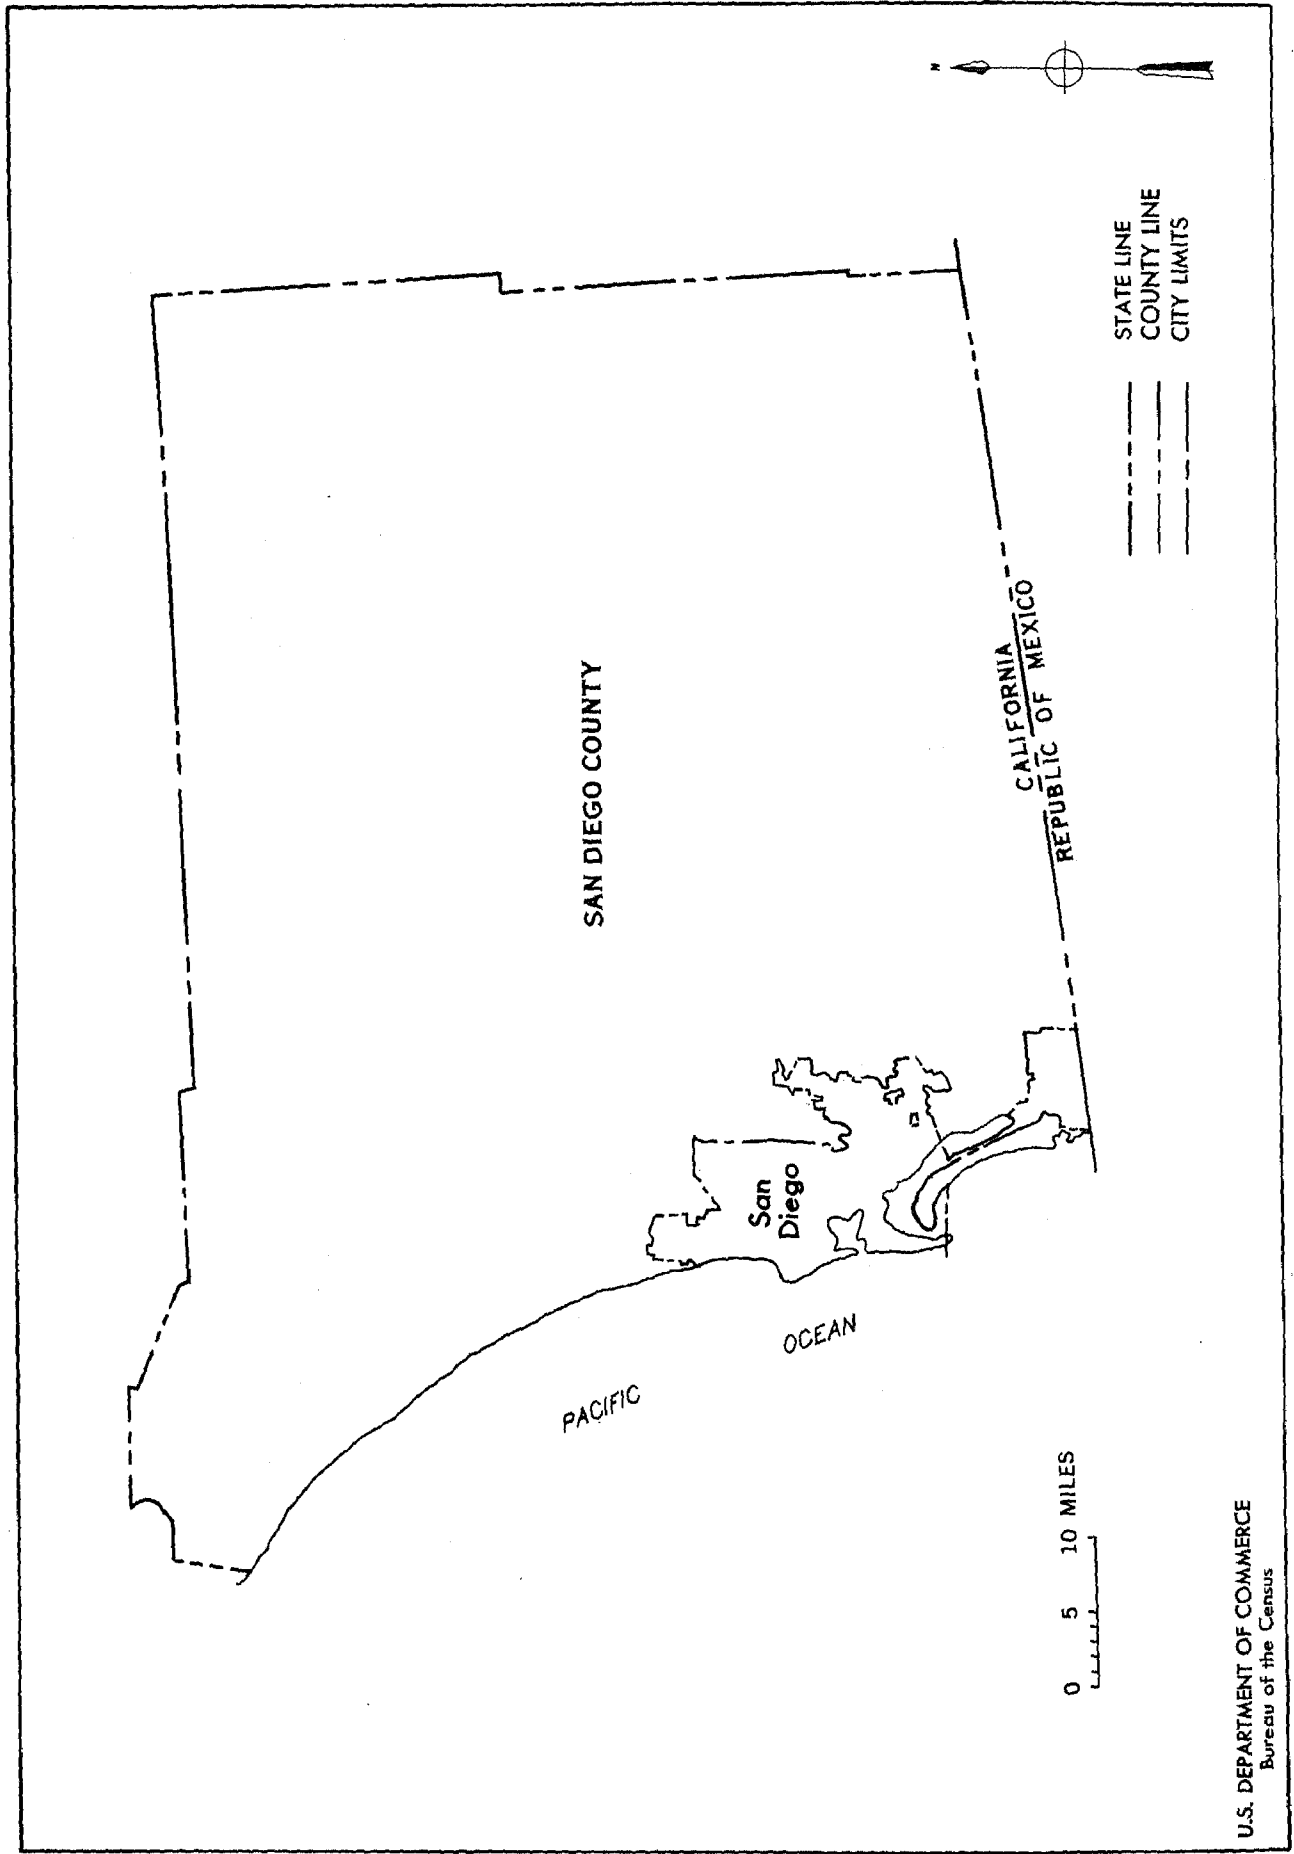 N
SAN DIEGO COUNTY
CALIFORNIA
REPUBLIC OF MEXICO
San
Diego
PACIFIC
OCEAN
STATE LINE
COUNTY LINE
CITY LIMITS
0 5 10 MILES
U.S. DEPARTMENT OF COMMERCE
Bureau of the Census